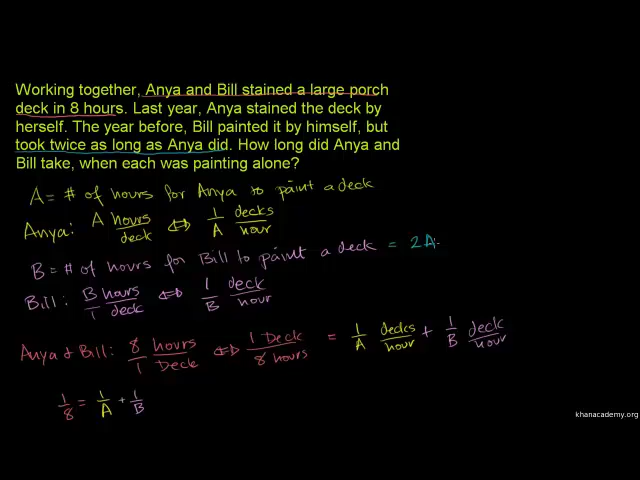 Working together, Anya and Bill stained a large porch
deck in 8 hours. Last year, Anya stained the deck by
herself. The year before, Bill painted it by himself, but
took twice as long as Anya did. How long did Anya and
Bill take, when each was painting alone?
A = # of hours for Anya to paint a deck
Anya: A hours/deck ⇔ 1/A decks/hour
B = # of hours for Bill to paint a deck = 2A
Bill: B/1 hours/deck ⇔ 1/B deck/hour
Anya + Bill: 8/1 hours/Deck ⇔ 1 Deck/8 hours = 1/A decks/hour + 1/B deck/hour
1/8 = 1/A + 1/B
khanacademy.org